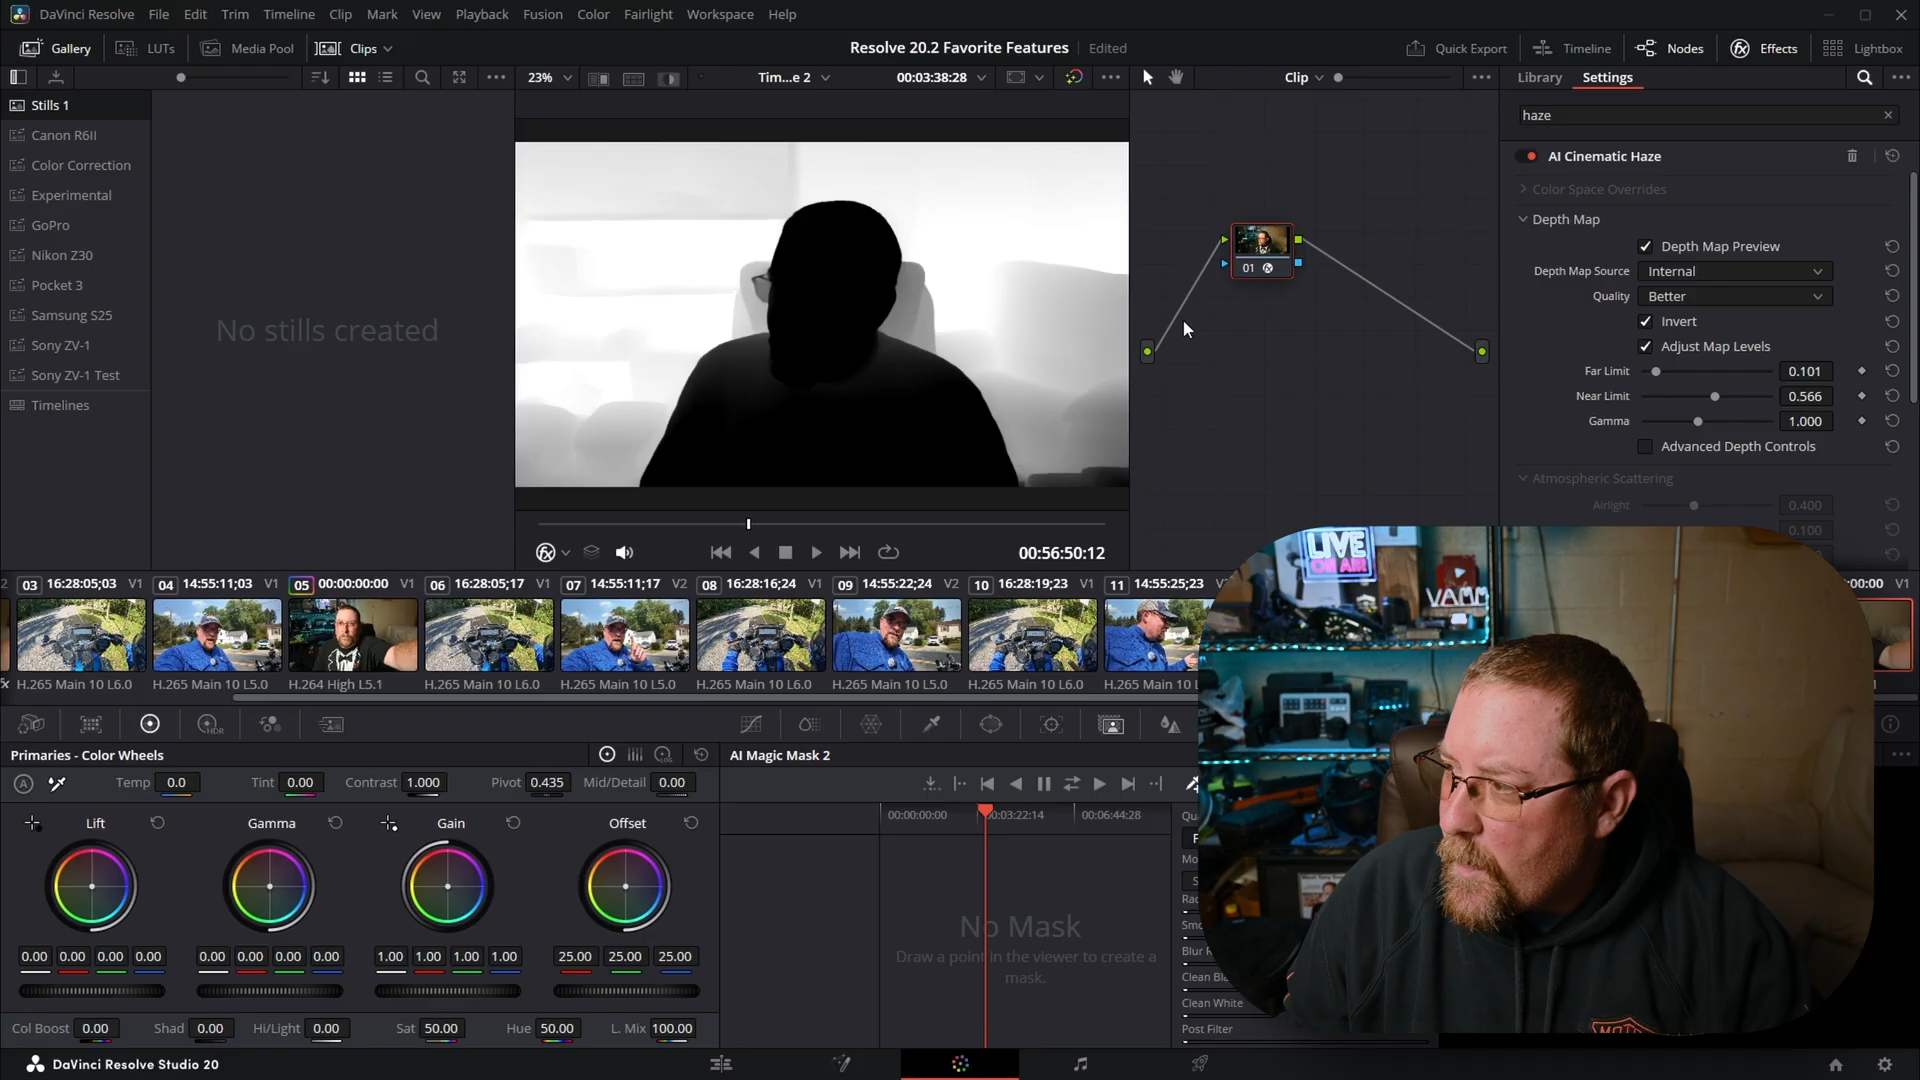 DaVinci Resolve File Edit Trim Timeline Clip Mark View Playback Fusion Color Fairlight Workspace Help
Gallery LUTs Media Pool Clips Resolve 20.2 Favorite Features Edited Quick Export Timeline Nodes Effects Lightbox
23% Tim...e 2 00:03:38:28 Clip Library Settings
Stills 1
Canon R6II
Color Correction
Experimental
GoPro
Nikon Z30
Pocket 3
Samsung S25
Sony ZV-1
Sony ZV-1 Test
Timelines
No stills created
01
haze
AI Cinematic Haze
Color Space Overrides
Depth Map
Depth Map Preview
Depth Map Source Internal
Quality Better
Invert
Adjust Map Levels
Far Limit 0.101
Near Limit 0.566
Gamma 1.000
Advanced Depth Controls
Atmospheric Scattering
Airlight 0.400
0.100
00:56:50:12
2 03 16:28:05;03 V1 04 14:55:11;03 V1 05 00:00:00:00 V1 06 16:28:05;17 V1 07 14:55:11;17 V2 08 16:28:16;24 V1 09 14:55:22;24 V2 10 16:28:19;23 V1 11 14:55:25;23 V1
H.265 Main 10 L6.0 H.265 Main 10 L5.0 H.264 High L5.1 H.265 Main 10 L6.0 H.265 Main 10 L5.0 H.265 Main 10 L6.0 H.265 Main 10 L5.0 H.265 Main 10 L6.0 H.265 Main 10 L5.0
LIVE
ON AIR
VAMM
HDR
Primaries - Color Wheels LOG AI Magic Mask 2
A Temp 0.0 Tint 0.00 Contrast 1.000 Pivot 0.435 Mid/Detail 0.00
Lift Gamma Gain Offset
00:00:00:00 00:03:22:14 00:06:44:28
No Mask
Draw a point in the viewer to create a
mask.
Clean White
Post Filter
0.00 0.00 0.00 0.00 0.00 0.00 0.00 0.00 1.00 1.00 1.00 1.00 25.00 25.00 25.00
Col Boost 0.00 Shad 0.00 Hi/Light 0.00 Sat 50.00 Hue 50.00 L. Mix 100.00
DaVinci Resolve Studio 20